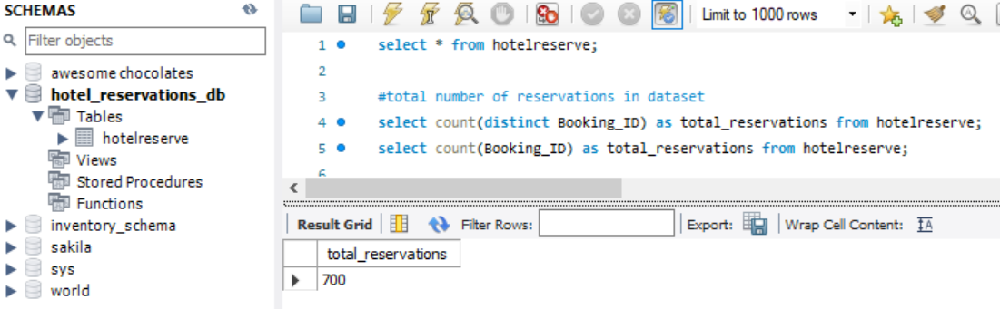 SCHEMAS
Filter objects
awesome chocolates
hotel_reservations_db
Tables
hotelreserve
Views
Stored Procedures
Functions
inventory_schema
sakila
sys
world
Limit to 1000 rows
1 select * from hotelreserve;
2
3 #total number of reservations in dataset
4 select count(distinct Booking_ID) as total_reservations from hotelreserve;
5 select count(Booking_ID) as total_reservations from hotelreserve;
6
Result Grid Filter Rows: Export: Wrap Cell Content: IA
total_reservations
700